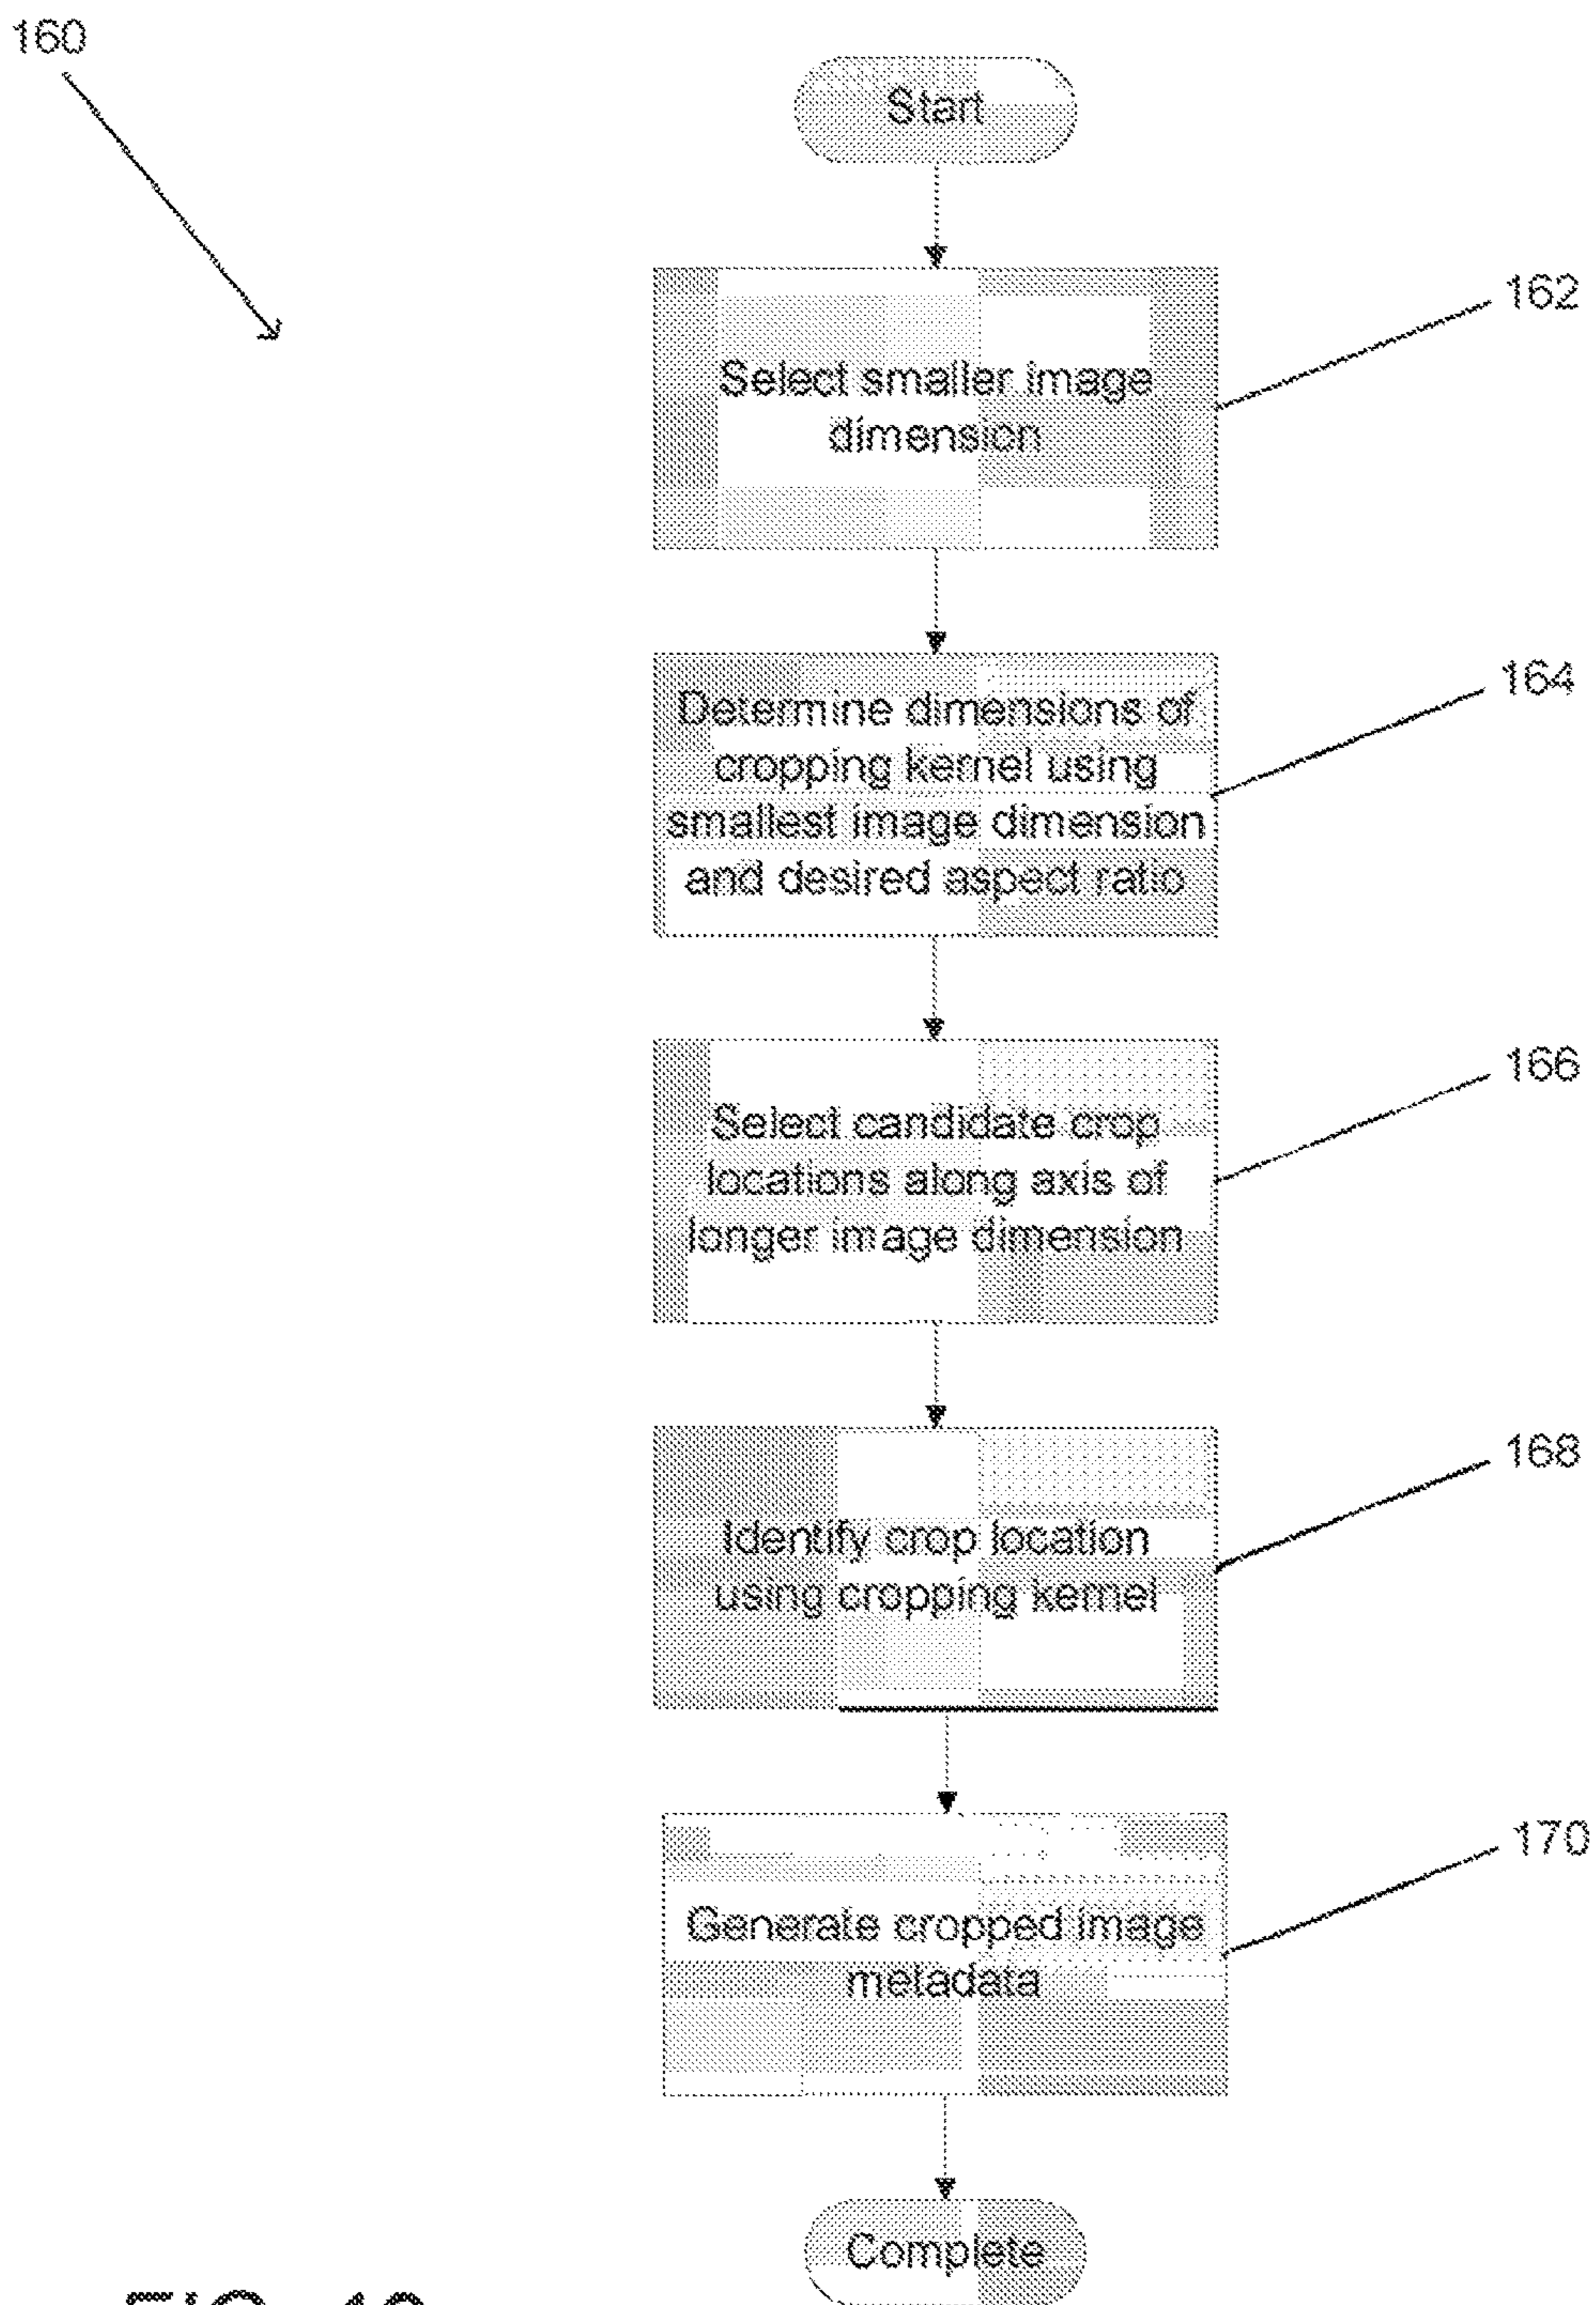 160
Start
Select smaller image
dimension
162
Determine dimensions of
cropping kernel using
smallest image dimension
and desired aspect ratio
164
Select candidate crop
locations along axis of
longer image dimension
166
Identify crop location
using cropping kernel
168
Generate cropped image
metadata
170
Complete